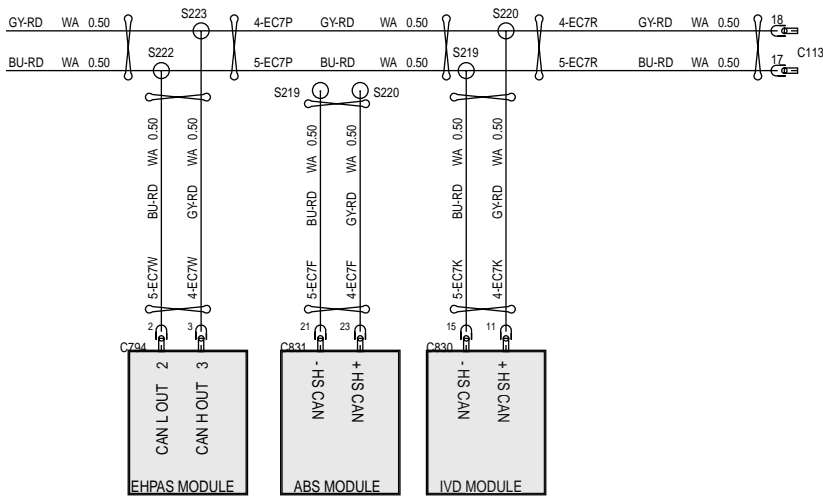 S223 S220
GY-RD WA 0.50 4-EC7P GY-RD WA 0.50 4-EC7R GY-RD WA 0.50 18
C113
S222 S219
BU-RD WA 0.50 5-EC7P BU-RD WA 0.50 5-EC7R BU-RD WA 0.50 17
S219 S220
5-EC7W BU-RD WA 0.50
4-EC7W GY-RD WA 0.50
5-EC7F BU-RD WA 0.50
4-EC7F GY-RD WA 0.50
5-EC7K BU-RD WA 0.50
4-EC7K GY-RD WA 0.50
2 3 21 23 15 11
C794 C831 C830
CAN L OUT 2
CAN H OUT 3
- HS CAN
+ HS CAN
- HS CAN
+ HS CAN
EHPAS MODULE ABS MODULE IVD MODULE